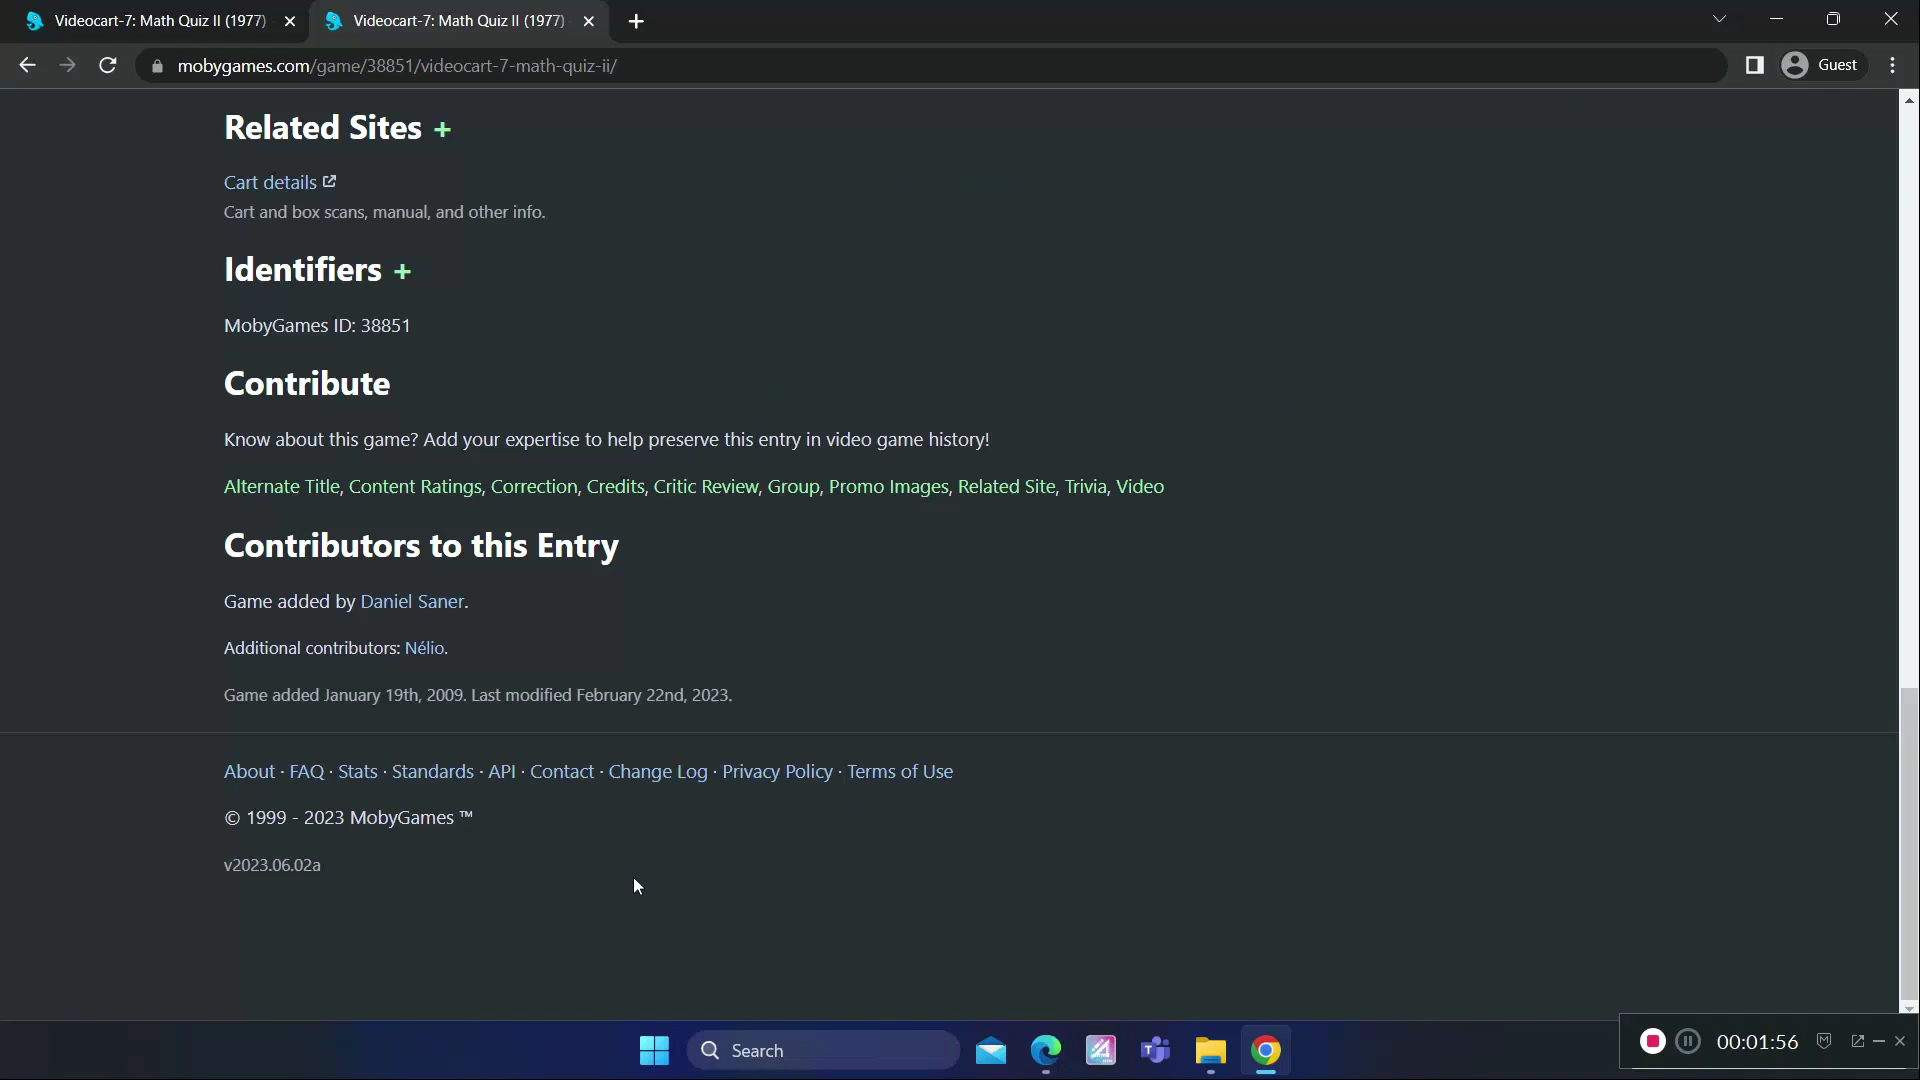 Videocart-7: Math Quiz II (1977)
Videocart-7: Math Quiz II (1977)
mobygames.com/game/38851/videocart-7-math-quiz-ii/
Guest
Related Sites +
Cart details
Cart and box scans, manual, and other info.
Identifiers +
MobyGames ID: 38851
Contribute
Know about this game? Add your expertise to help preserve this entry in video game history!
Alternate Title, Content Ratings, Correction, Credits, Critic Review, Group, Promo Images, Related Site, Trivia, Video
Contributors to this Entry
Game added by Daniel Saner.
Additional contributors: Nélio.
Game added January 19th, 2009. Last modified February 22nd, 2023.
About · FAQ · Stats · Standards · API · Contact · Change Log · Privacy Policy · Terms of Use
© 1999 - 2023 MobyGames ™
v2023.06.02a
Search
00:01:56